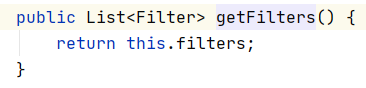 public List<Filter> getFilters() {
    return this.filters;
}